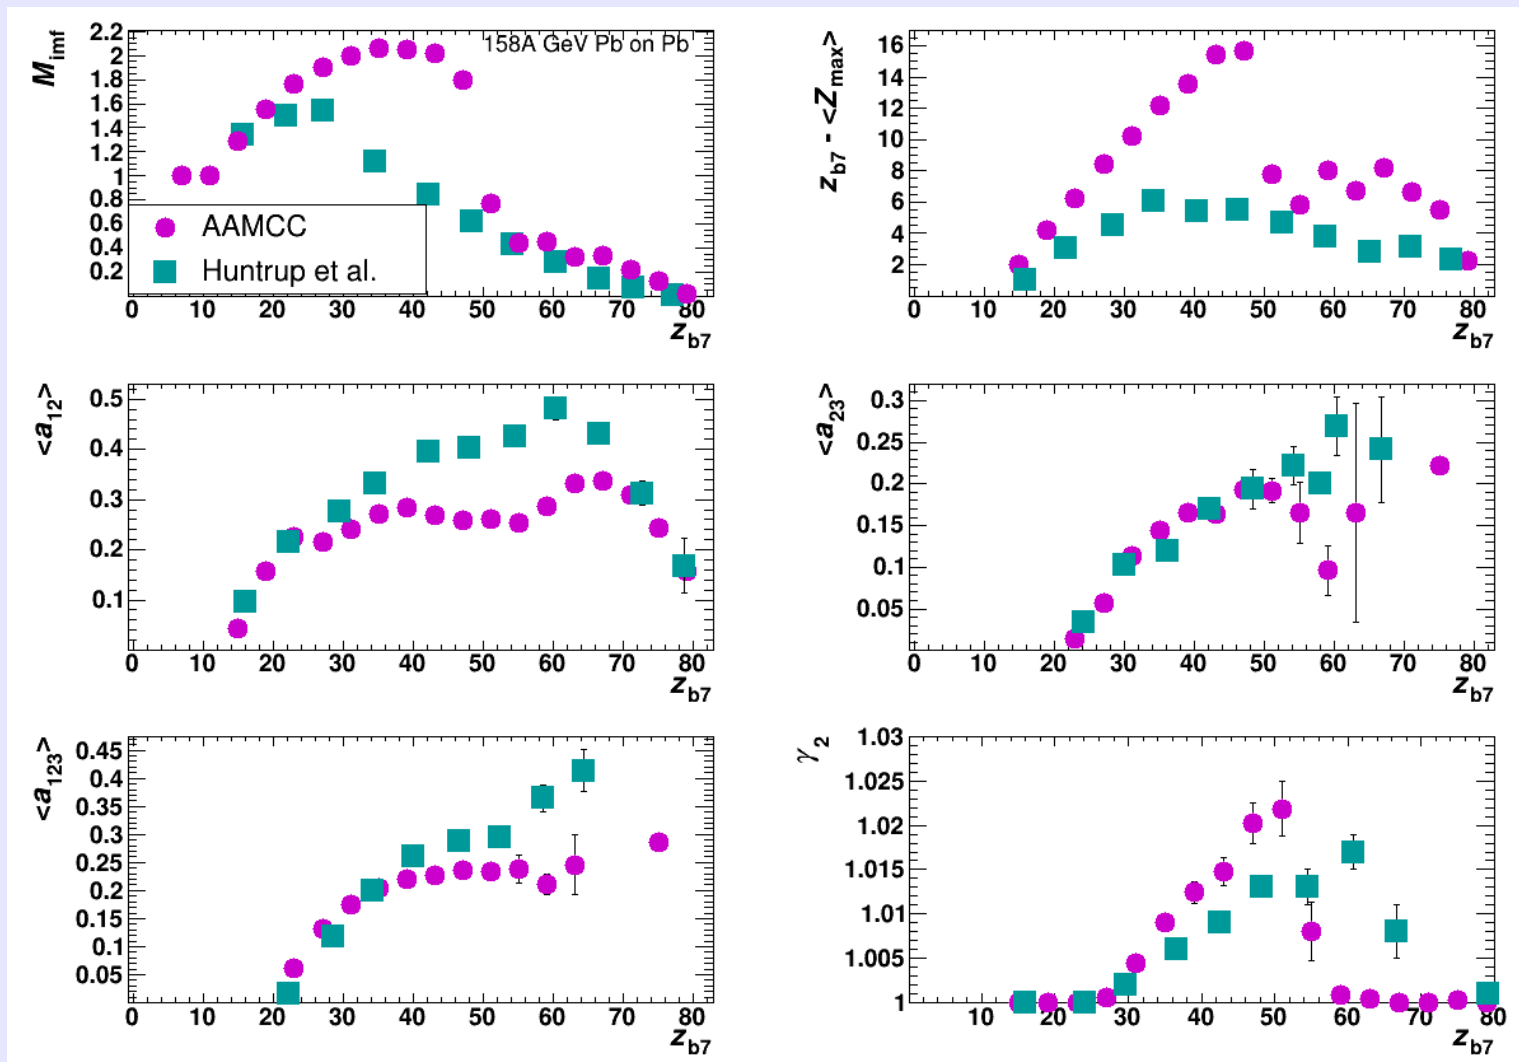 M_imf
158A GeV Pb on Pb
2.2
2
1.8
1.6
1.4
1.2
1
0.8
0.6
0.4
0.2
AAMCC
Huntrup et al.
0 10 20 30 40 50 60 70 80
z_b7
z_b7 - <Z_max>
16
14
12
10
8
6
4
2
0 10 20 30 40 50 60 70 80
z_b7
<a_12>
0.5
0.4
0.3
0.2
0.1
0 10 20 30 40 50 60 70 80
z_b7
<a_23>
0.3
0.25
0.2
0.15
0.1
0.05
0 10 20 30 40 50 60 70 80
z_b7
<a_123>
0.45
0.4
0.35
0.3
0.25
0.2
0.15
0.1
0.05
0 10 20 30 40 50 60 70 80
z_b7
γ_2
1.03
1.025
1.02
1.015
1.01
1.005
1
10 20 30 40 50 60 70 80
z_b7